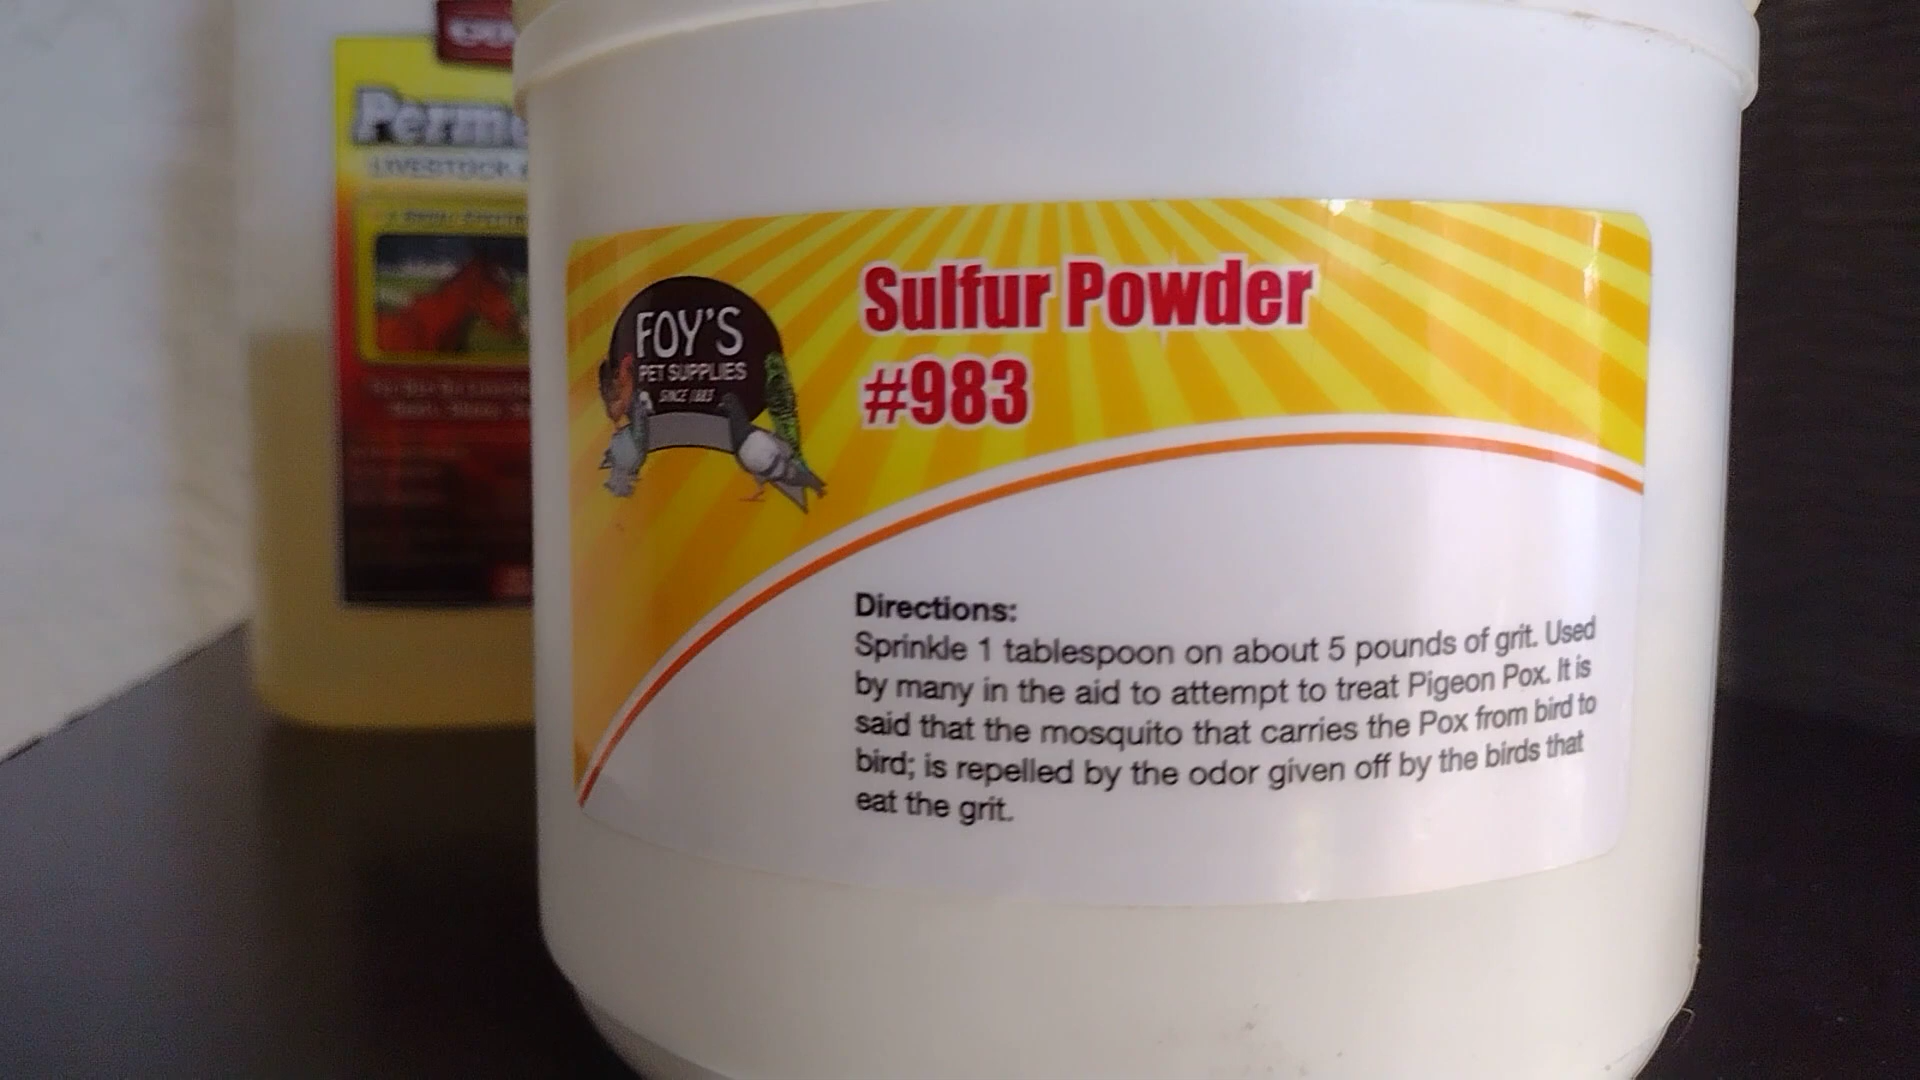 LIVESTOCK
FOY'S
PET SUPPLIES
SINCE 1883
Sulfur Powder
#983
Directions:
Sprinkle 1 tablespoon on about 5 pounds of grit. Used
by many in the aid to attempt to treat Pigeon Pox. It is
said that the mosquito that carries the Pox from bird to
bird; is repelled by the odor given off by the birds that
eat the grit.